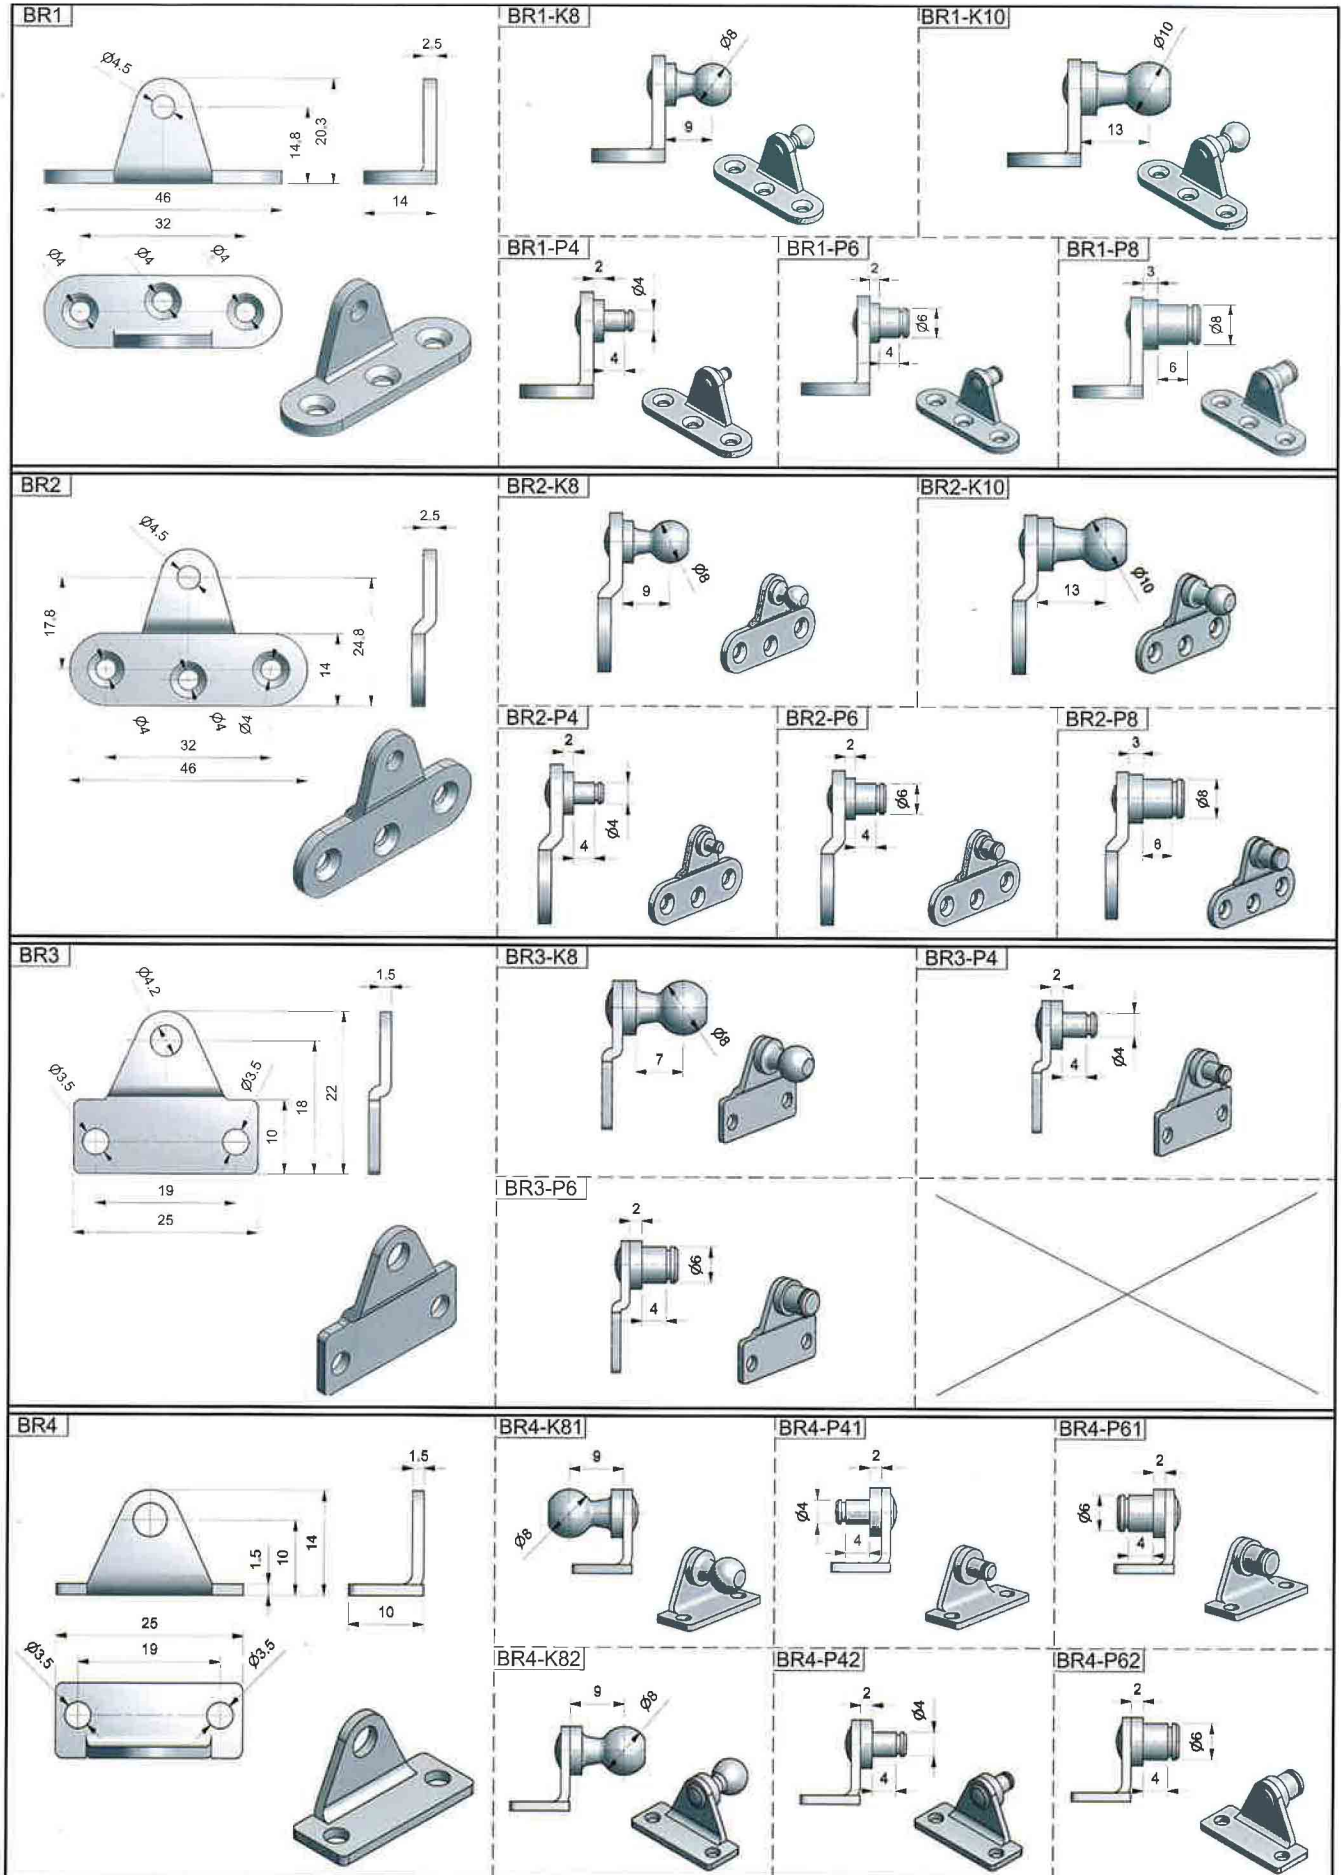 BR1
Ø4.5
2.5
14.8
20.3
46
14
32
Ø4
Ø4
Ø4
BR1-K8
Ø8
9
BR1-K10
Ø10
13
BR1-P4
2
Ø4
4
BR1-P6
2
Ø6
4
BR1-P8
3
Ø8
6
BR2
Ø4.5
2.5
17.8
14
24.8
Ø4
Ø4
Ø4
32
46
BR2-K8
9
Ø8
BR2-K10
13
Ø10
BR2-P4
2
Ø4
4
BR2-P6
2
Ø6
4
BR2-P8
3
Ø8
6
BR3
Ø4.2
1.5
Ø3.5
Ø3.5
10
18
22
19
25
BR3-K8
7
Ø8
BR3-P4
2
4
Ø4
BR3-P6
2
Ø6
4
BR4
1.5
1.5
10
14
10
25
19
Ø3.5
Ø3.5
BR4-K81
9
Ø8
BR4-P41
2
Ø4
4
BR4-P61
2
Ø6
4
BR4-K82
9
Ø8
BR4-P42
2
Ø4
4
BR4-P62
2
Ø6
4